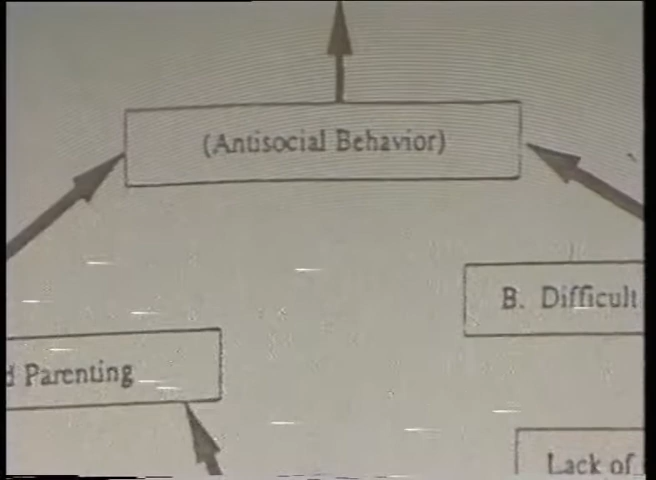 (Antisocial Behavior)
B. Difficult
Parenting
Lack of